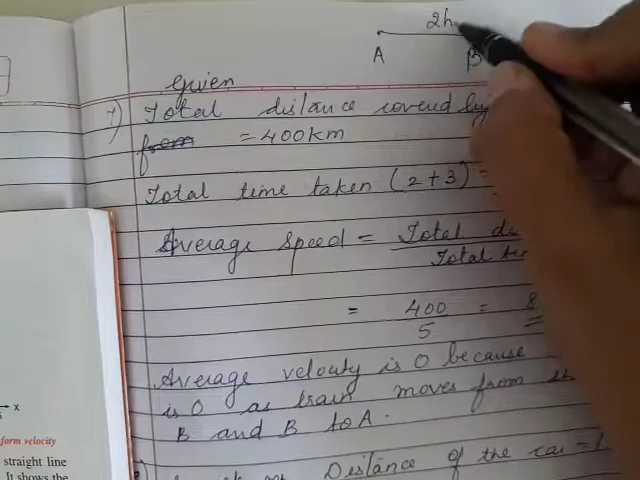 2h
A B
Given
7) Total distance covered by
from = 400km
Total time taken (2+3) =
Average Speed = Total
Total
= 400/5 = 8
Average velocity is 0 because
is 0 as train moves from
B and B to A.
Distance of the car =
x
form velocity
straight line
It shows the